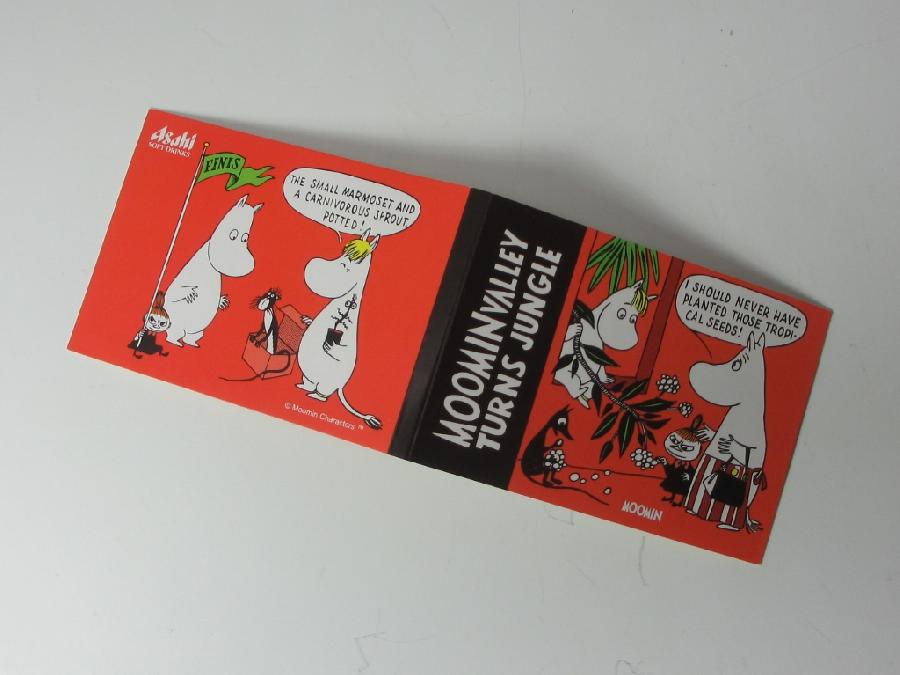 Asahi
SOFT DRINKS
FINIS
THE SMALL MARMOSET AND
A CARNIVOROUS SPROUT
POTTED!
© Moomin Characters ™
MOOMINVALLEY
TURNS JUNGLE
I SHOULD NEVER HAVE
PLANTED THOSE TROPI-
CAL SEEDS!
MOOMIN